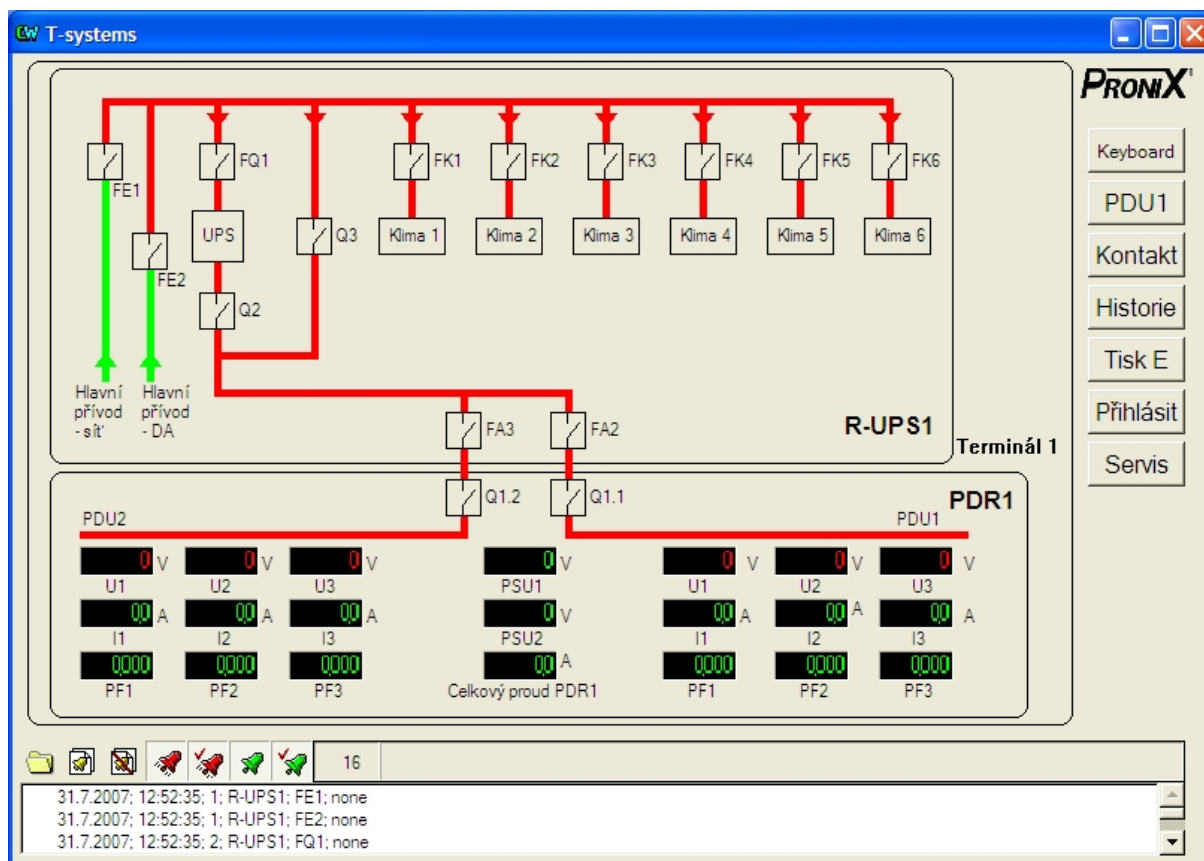 CW T-systems
PRONIX
Keyboard
PDU1
Kontakt
Historie
Tisk E
Přihlásit
Servis
FE1
FE2
FQ1
UPS
Q2
Q3
FK1
FK2
FK3
FK4
FK5
FK6
Klima 1
Klima 2
Klima 3
Klima 4
Klima 5
Klima 6
Hlavní
přívod
- síť
Hlavní
přívod
- DA
FA3
FA2
R-UPS1
Terminál 1
Q1.2
Q1.1
PDR1
PDU2
PDU1
0 V 0 V 0 V 0 V 0 V 0 V 0 V
U1 U2 U3 PSU1 U1 U2 U3
0,0 A 0,0 A 0,0 A 0 V 0,0 A 0,0 A 0,0 A
I1 I2 I3 PSU2 I1 I2 I3
0,000 0,000 0,000 0,0 A 0,000 0,000 0,000
PF1 PF2 PF3 Celkový proud PDR1 PF1 PF2 PF3
16
31.7.2007; 12:52:35; 1; R-UPS1; FE1; none
31.7.2007; 12:52:35; 1; R-UPS1; FE2; none
31.7.2007; 12:52:35; 2; R-UPS1; FQ1; none